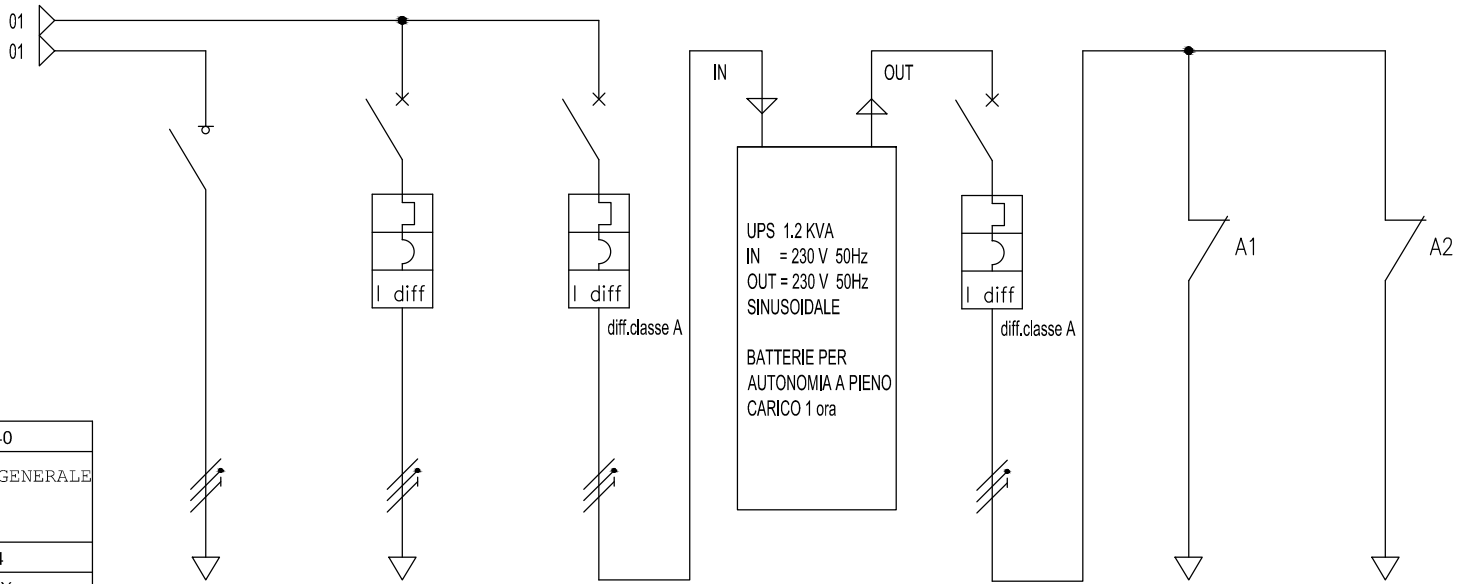 01
01
IN
OUT
UPS 1.2 KVA
IN = 230 V 50Hz
OUT = 230 V 50Hz
SINUSOIDALE
BATTERIE PER
AUTONOMIA A PIENO
CARICO 1 ora
A1
A2
I diff
I diff
I diff
diff.classe A
diff.classe A
GENERALE